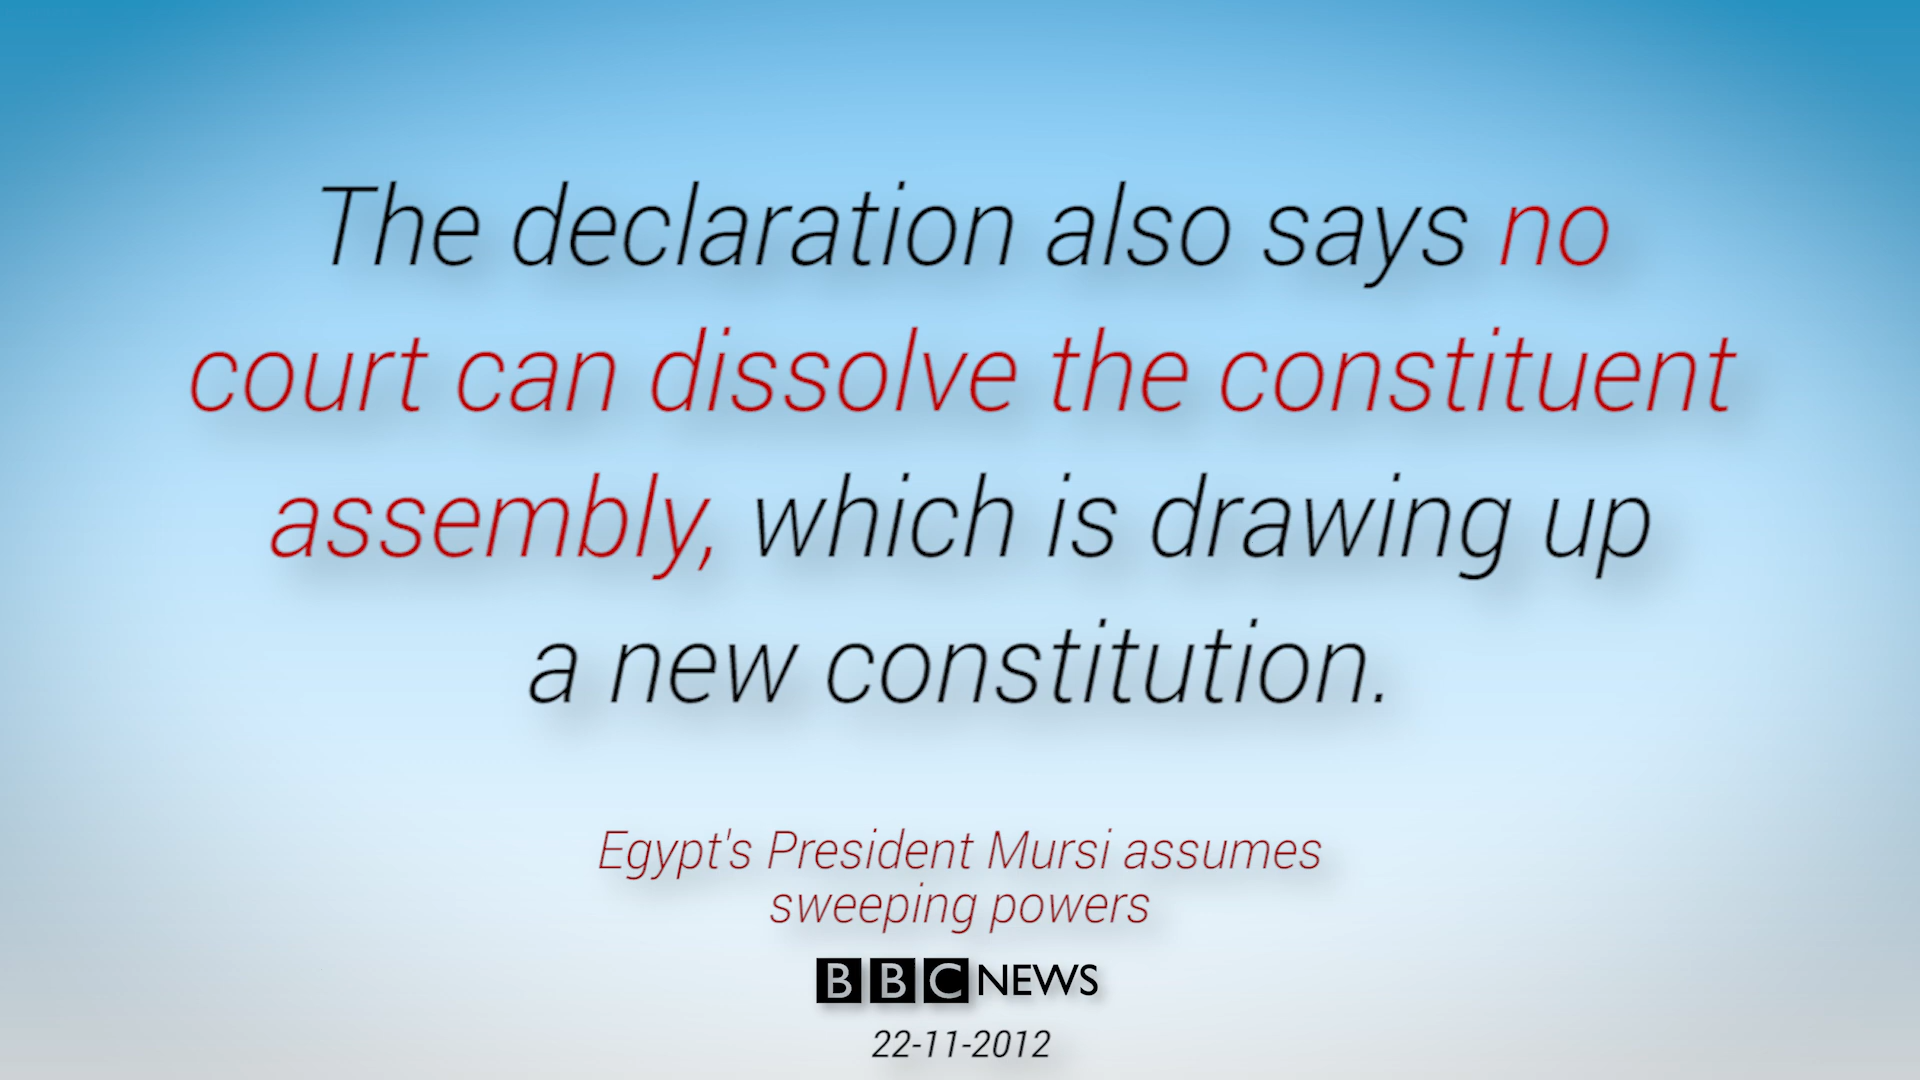 The declaration also says no
court can dissolve the constituent
assembly, which is drawing up
a new constitution.
Egypt's President Mursi assumes
sweeping powers
BBC NEWS
22-11-2012